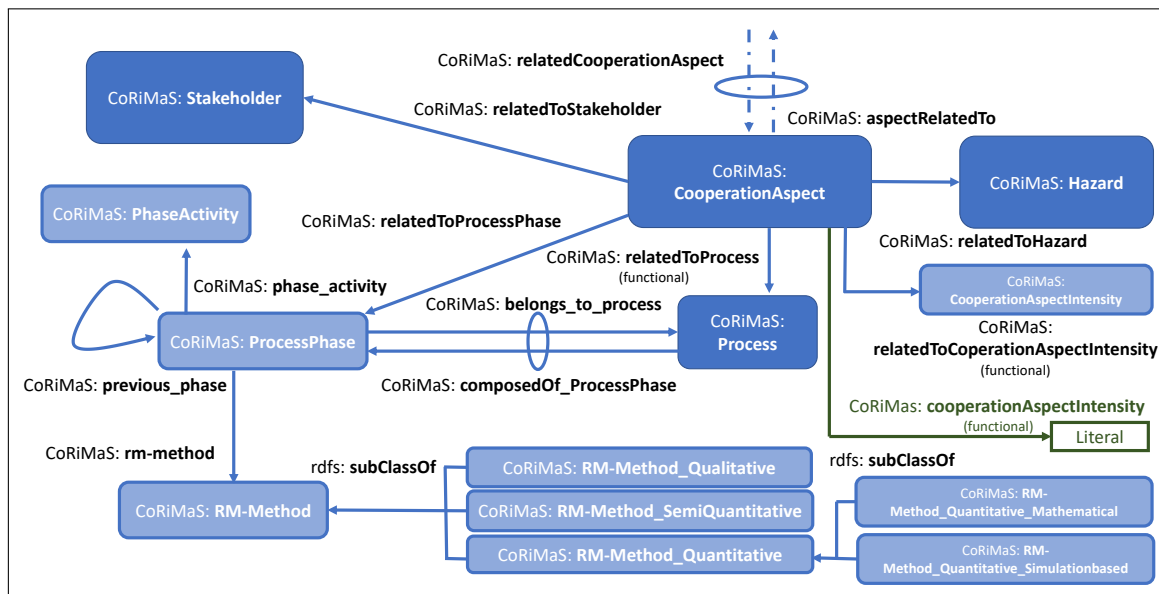 CoRiMaS: relatedCooperationAspect
CoRiMaS: Stakeholder
CoRiMaS: relatedToStakeholder
CoRiMaS: aspectRelatedTo
CoRiMaS:
CooperationAspect
CoRiMaS: Hazard
CoRiMaS: PhaseActivity
CoRiMaS: relatedToProcessPhase
CoRiMaS: relatedToHazard
CoRiMaS: relatedToProcess
(functional)
CoRiMaS: phase_activity
CoRiMaS:
CooperationAspectIntensity
CoRiMaS: belongs_to_process
CoRiMaS: ProcessPhase
CoRiMaS:
Process
CoRiMaS:
relatedToCoperationAspectIntensity
(functional)
CoRiMaS: previous_phase
CoRiMaS: composedOf_ProcessPhase
CoRiMas: cooperationAspectIntensity
(functional)
Literal
CoRiMaS: rm-method
rdfs: subClassOf
CoRiMaS: RM-Method_Qualitative
rdfs: subClassOf
CoRiMaS: RM-Method
CoRiMaS: RM-Method_SemiQuantitative
CoRiMaS: RM-
Method_Quantitative_Mathematical
CoRiMaS: RM-Method_Quantitative
CoRiMaS: RM-
Method_Quantitative_Simulationbased